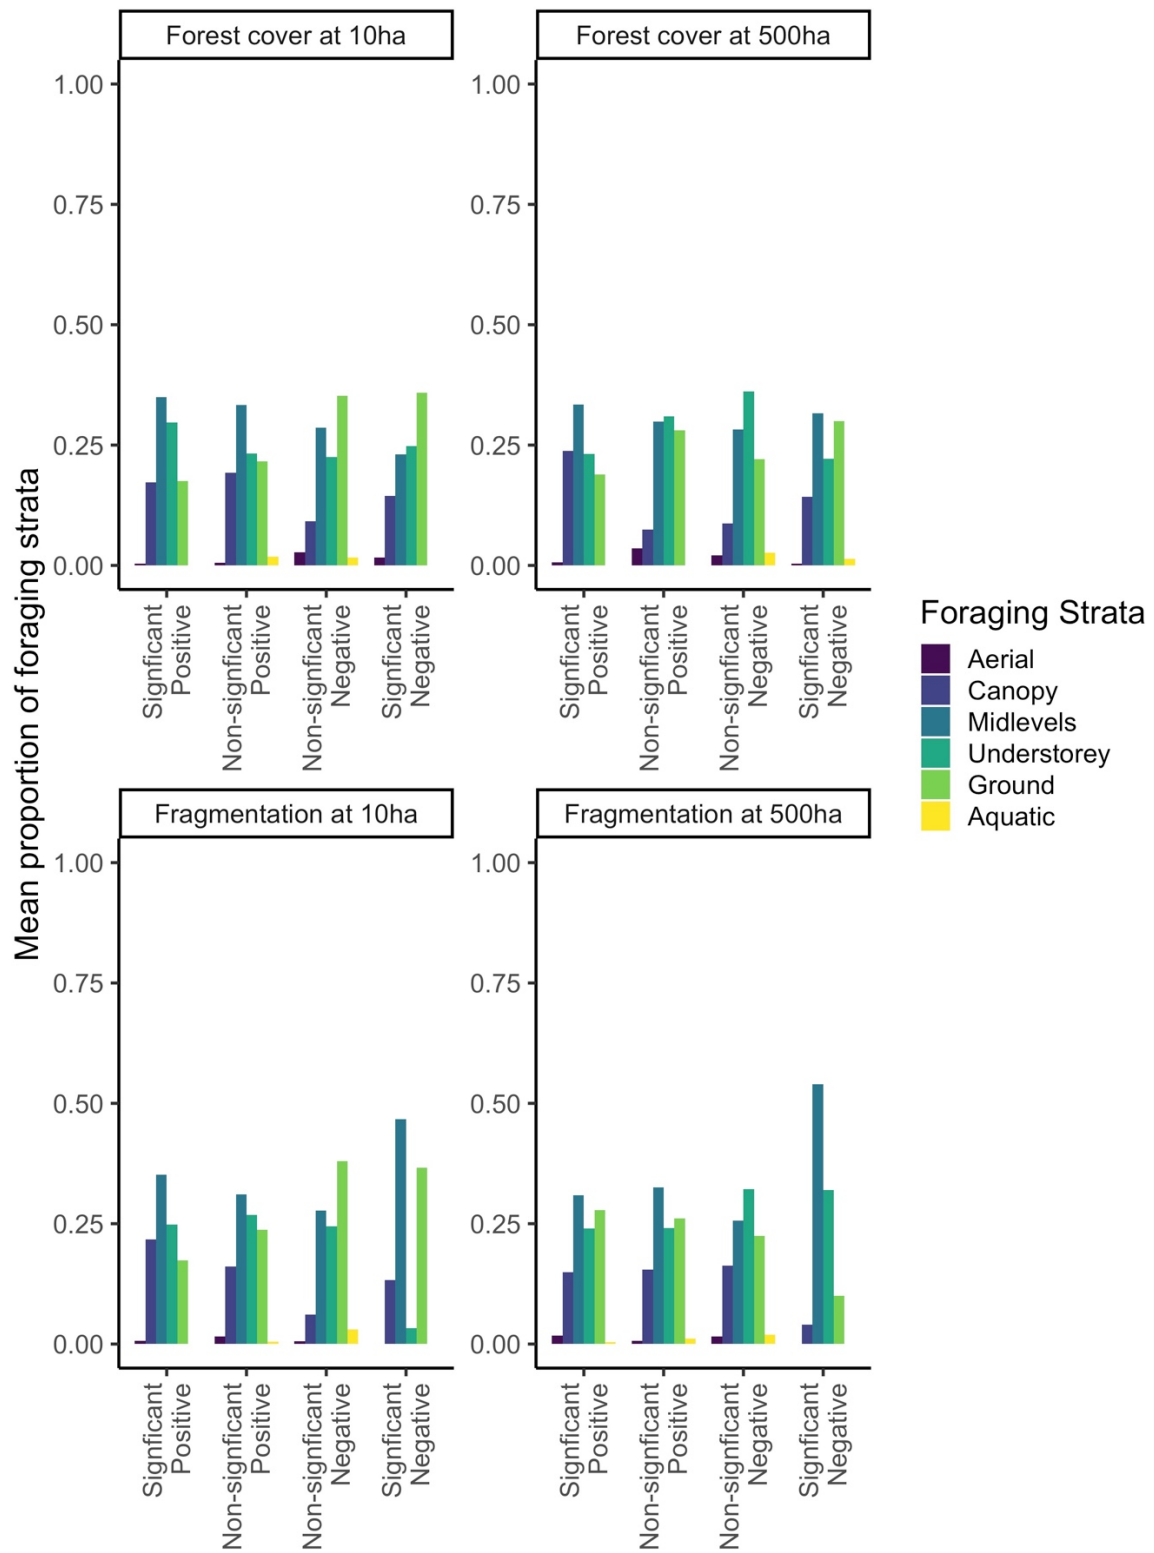 Forest cover at 10ha
Forest cover at 500ha
Mean proportion of foraging strata
1.00
0.75
0.50
0.25
0.00
1.00
0.75
0.50
0.25
0.00
Signficant
Positive
Non-signficant
Positive
Non-signficant
Negative
Signficant
Negative
Signficant
Positive
Non-signficant
Positive
Non-signficant
Negative
Signficant
Negative
Foraging Strata
Aerial
Canopy
Midlevels
Understorey
Ground
Aquatic
Fragmentation at 10ha
Fragmentation at 500ha
1.00
0.75
0.50
0.25
0.00
1.00
0.75
0.50
0.25
0.00
Signficant
Positive
Non-signficant
Positive
Non-signficant
Negative
Signficant
Negative
Signficant
Positive
Non-signficant
Positive
Non-signficant
Negative
Signficant
Negative